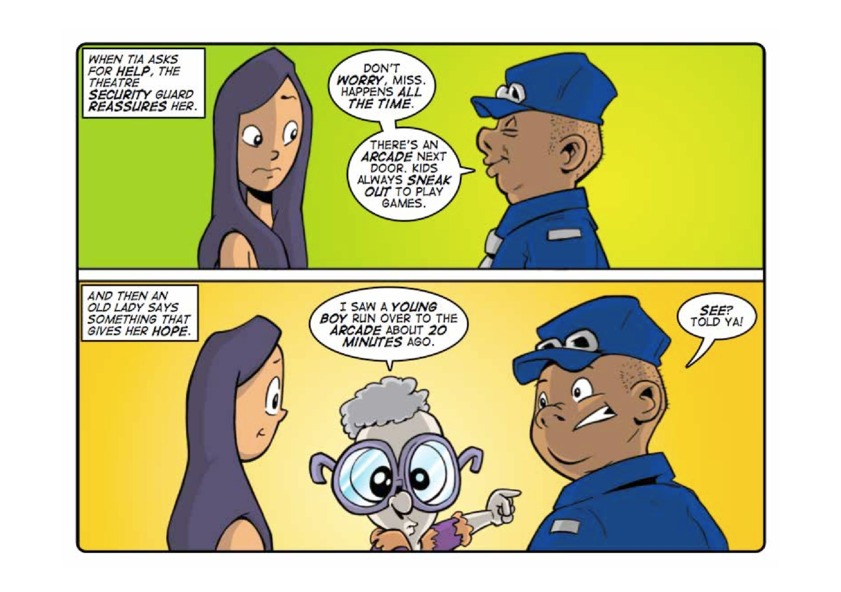 WHEN TIA ASKS
FOR HELP, THE
THEATRE
SECURITY GUARD
REASSURES HER.
DON'T
WORRY, MISS.
HAPPENS ALL
THE TIME.
THERE'S AN
ARCADE NEXT
DOOR. KIDS
ALWAYS SNEAK
OUT TO PLAY
GAMES.
AND THEN AN
OLD LADY SAYS
SOMETHING THAT
GIVES HER HOPE.
I SAW A YOUNG
BOY RUN OVER TO THE
ARCADE ABOUT 20
MINUTES AGO.
SEE?
TOLD YA!